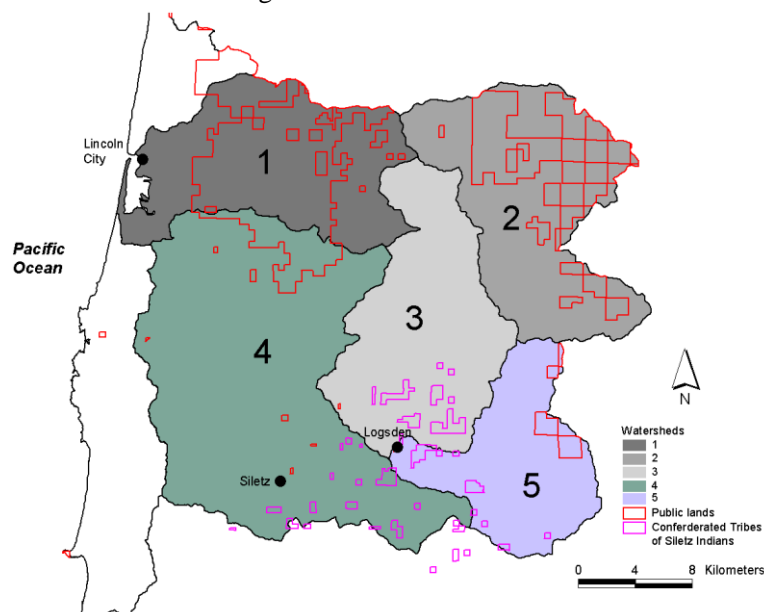 Lincoln
City
1
2
Pacific
Ocean
3
4
N
Logsden
Siletz
5
Watersheds
1
2
3
4
5
Public lands
Conferderated Tribes
of Siletz Indians
0 4 8 Kilometers